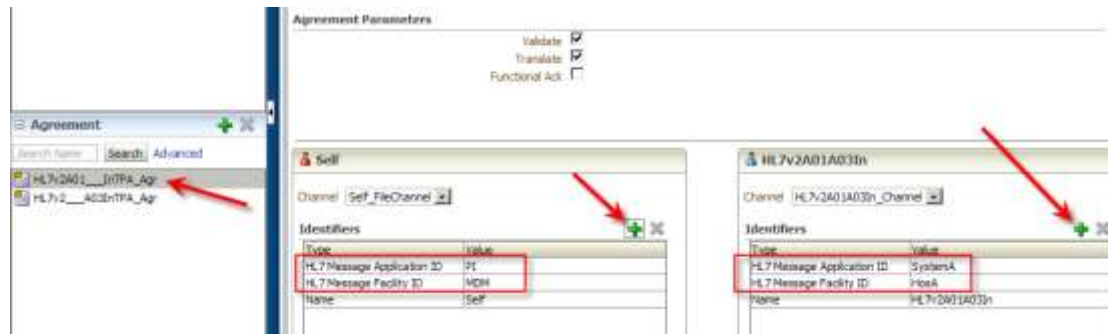 Agreement Parameters
Validate
Translate
Functional Ack
Agreement
Search Name Search Advanced
HL7v2A01___InTPA_Agr
HL7v2___A03InTPA_Agr
Self
Channel Self_FileChannel
Identifiers
Type Value
HL7 Message Application ID PI
HL7 Message Facility ID MDM
Name Self
HL7v2A01A03In
Channel HL7v2A01A03In_Channel
Identifiers
Type Value
HL7 Message Application ID SystemA
HL7 Message Facility ID HosA
Name HL7v2A01A03In